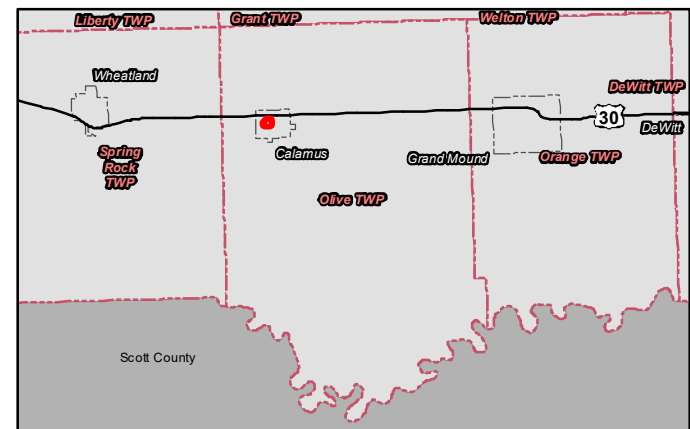 Liberty TWP
Grant TWP
Welton TWP
Wheatland
DeWitt TWP
30
DeWitt
Spring
Rock
TWP
Calamus
Grand Mound
Orange TWP
Olive TWP
Scott County